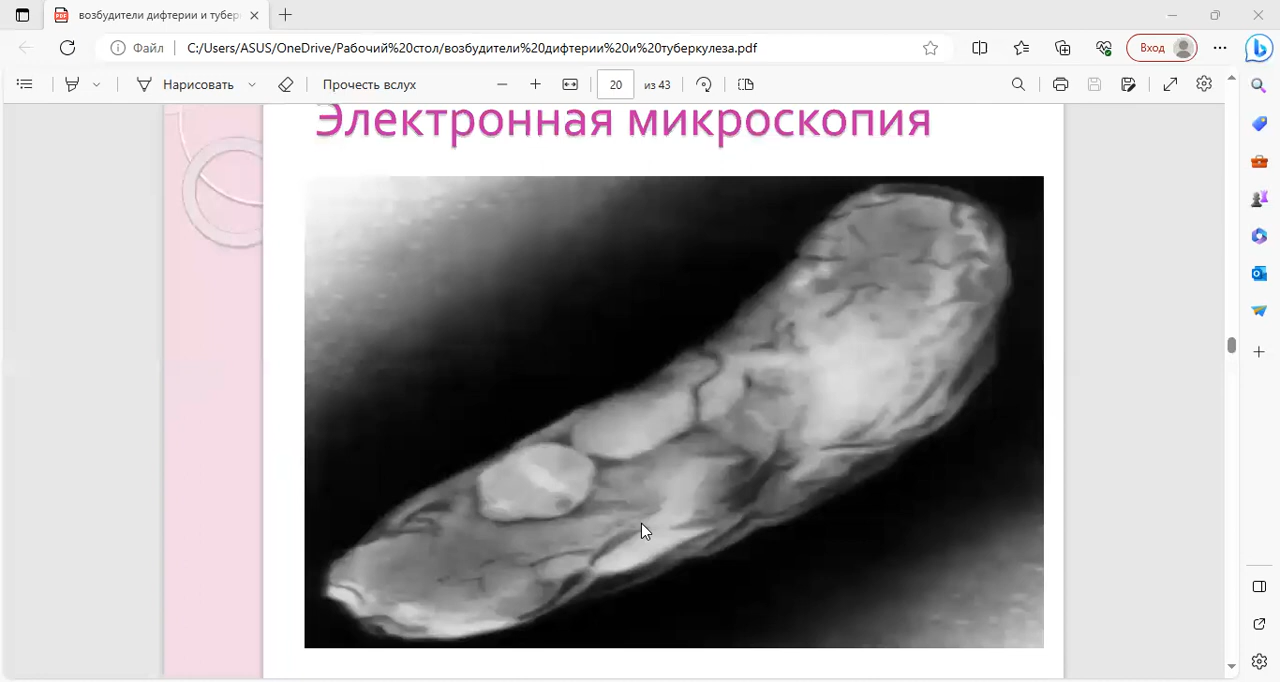 возбудители дифтерии и тубер
Файл
C:/Users/ASUS/OneDrive/Рабочий%20стол/возбудители%20дифтерии%20и%20туберкулеза.pdf
Вход
Нарисовать
Прочесть вслух
20 из 43
Электронная микроскопия